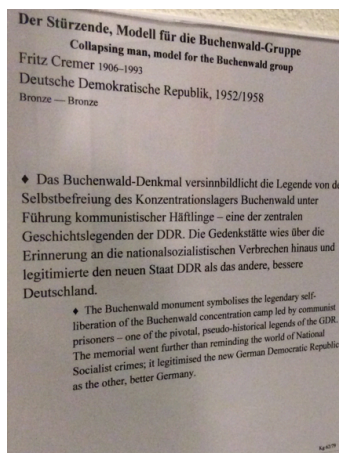 Der Stürzende, Modell für die Buchenwald-Gruppe
Collapsing man, model for the Buchenwald group
Fritz Cremer 1906–1993
Deutsche Demokratische Republik, 1952/1958
Bronze — Bronze
♦ Das Buchenwald-Denkmal versinnbildlicht die Legende von de
Selbstbefreiung des Konzentrationslagers Buchenwald unter
Führung kommunistischer Häftlinge – eine der zentralen
Geschichtslegenden der DDR. Die Gedenkstätte wies über die
Erinnerung an die nationalsozialistischen Verbrechen hinaus und
legitimierte den neuen Staat DDR als das andere, bessere
Deutschland.
♦ The Buchenwald monument symbolises the legendary self-
liberation of the Buchenwald concentration camp led by communist
prisoners – one of the pivotal, pseudo-historical legends of the GDR.
The memorial went further than reminding the world of National
Socialist crimes; it legitimised the new German Democratic Republic
as the other, better Germany.